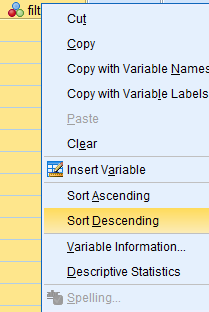 filt
Cut
Copy
Copy with Variable Names
Copy with Variable Labels
Paste
Clear
Insert Variable
Sort Ascending
Sort Descending
Variable Information...
Descriptive Statistics
Spelling...